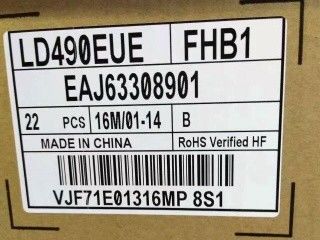 LD490EUE FHB1
EAJ63308901
22 PCS 16M/01-14 B
MADE IN CHINA RoHS Verified HF
VJF71E01316MP 8S1